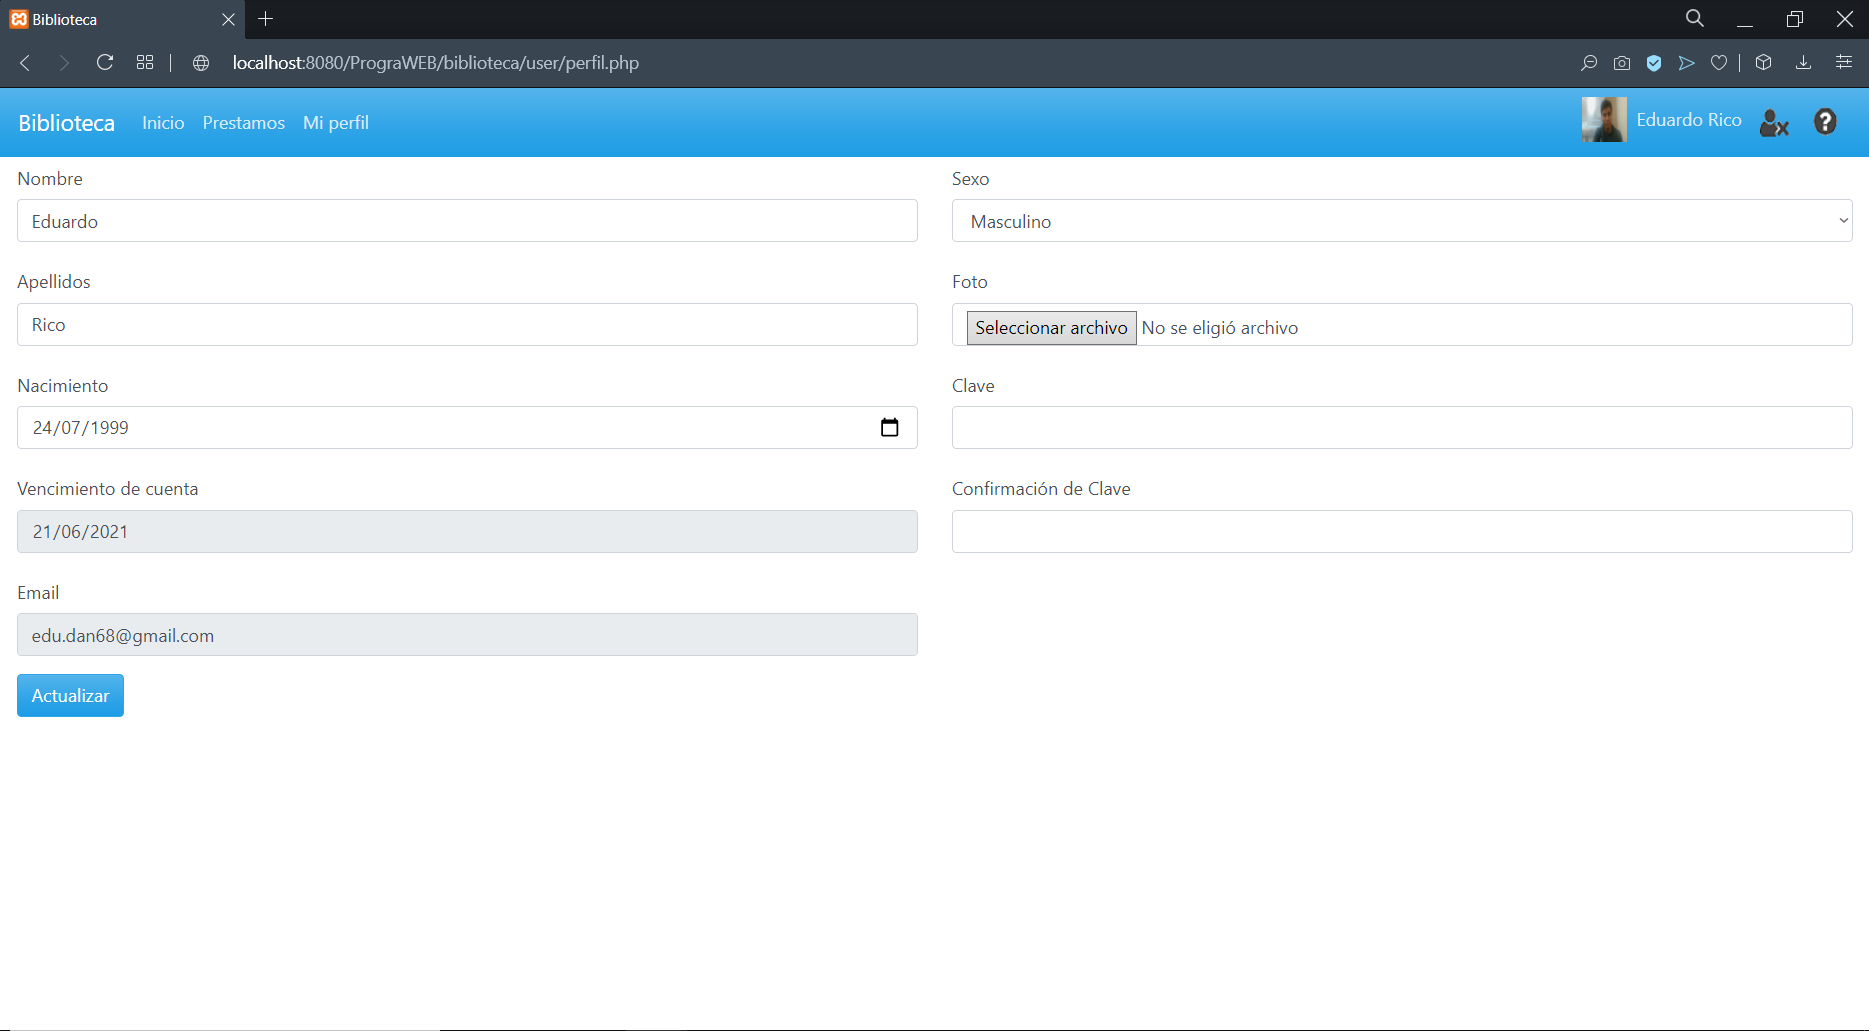 Biblioteca
localhost:8080/PrograWEB/biblioteca/user/perfil.php
Biblioteca Inicio Prestamos Mi perfil Eduardo Rico
Nombre
Eduardo
Apellidos
Rico
Nacimiento
24/07/1999
Vencimiento de cuenta
21/06/2021
Email
edu.dan68@gmail.com
Actualizar
Sexo
Masculino
Foto
Seleccionar archivo No se eligió archivo
Clave
Confirmación de Clave